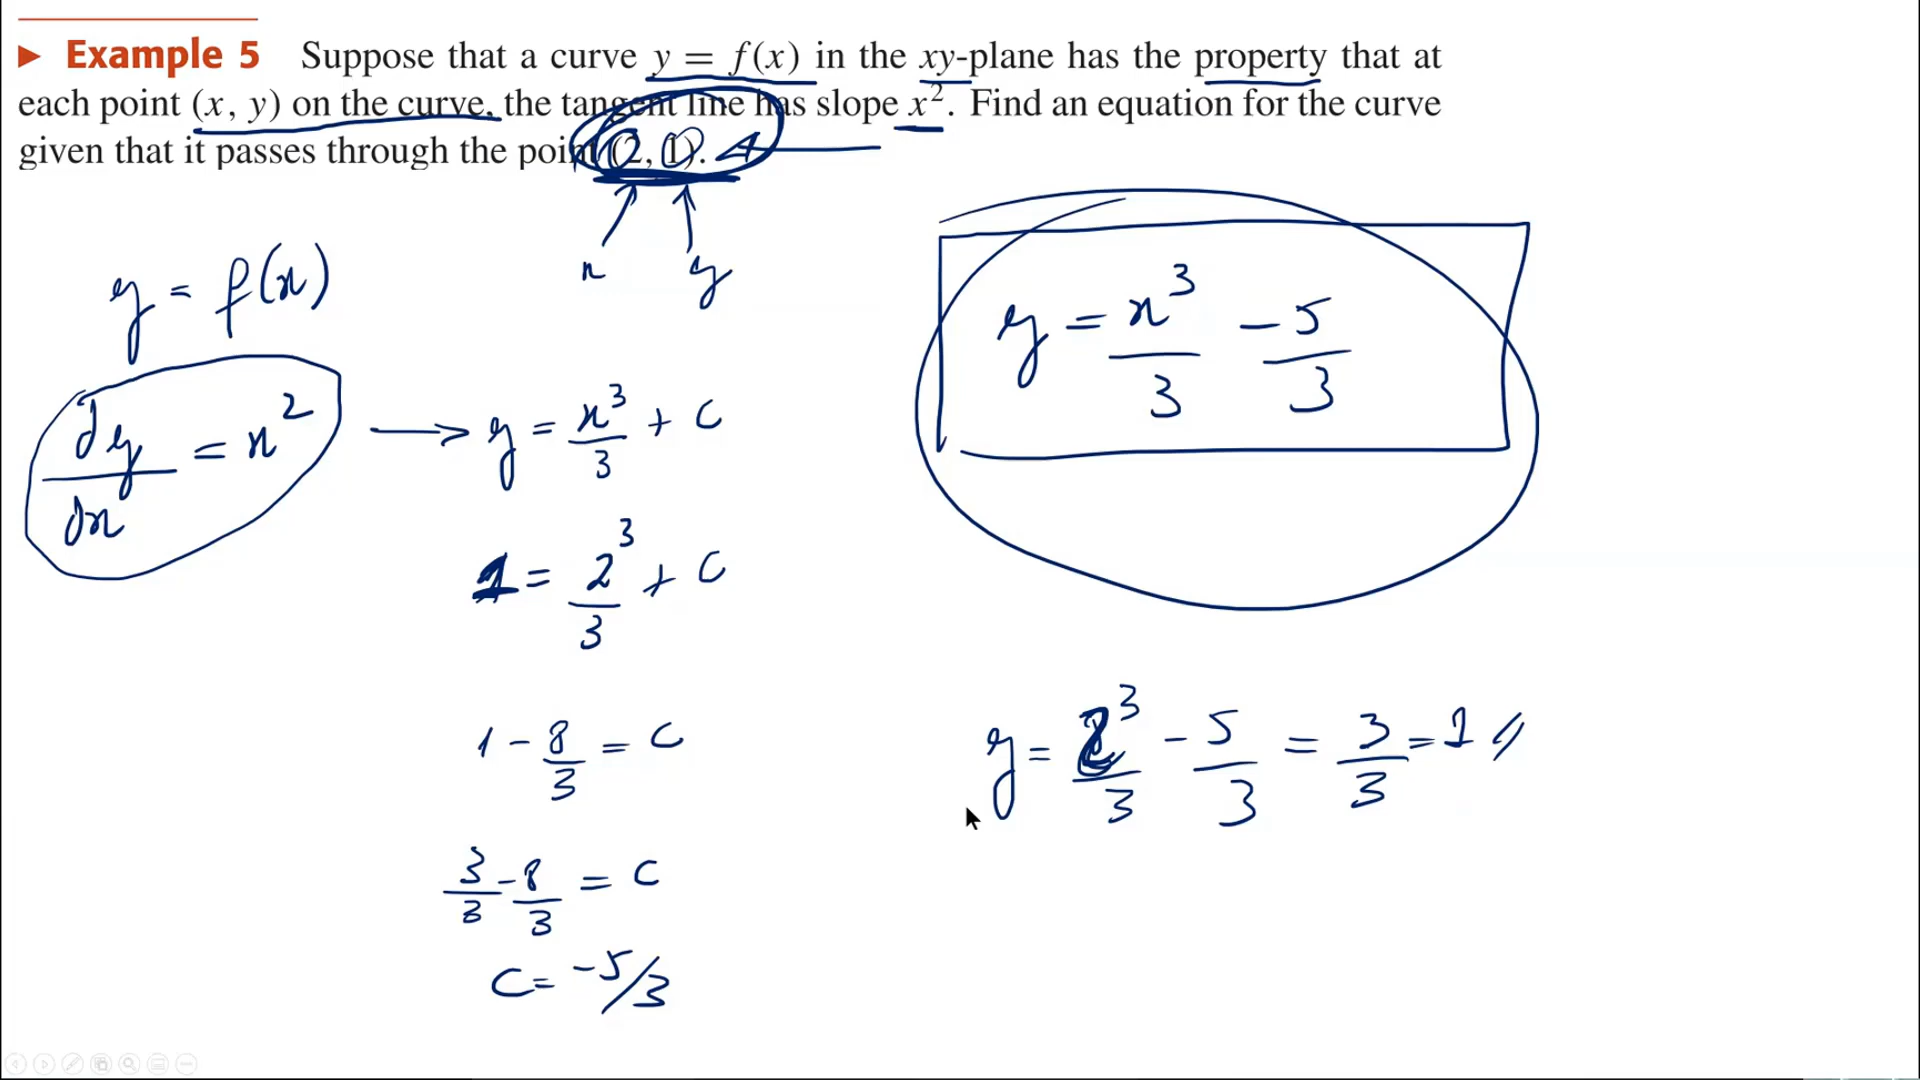 ► Example 5 Suppose that a curve y = f(x) in the xy-plane has the property that at
each point (x, y) on the curve, the tangent line has slope x². Find an equation for the curve
given that it passes through the point (2, 1).
x y
y = f(x)
dy/dx = x² → y = x³/3 + C
1 = 2³/3 + C
1 - 8/3 = C
3/3 - 8/3 = C
C = -5/3
y = x³/3 - 5/3
y = 2³/3 - 5/3 = 3/3 = 1